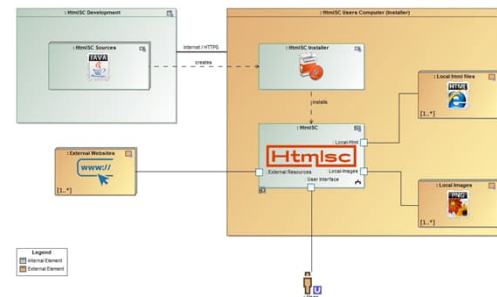 : HtmlSC Development
: HtmlSC Users Computer (Installer)
: HtmlSC Sources
JAVA
internet / HTTPS
creates
: HtmlSC Installer
installs
: Local html files
HTML
[1..*]
: HtmlSC
: Local-Html
Htmlsc
: External-Resources
: Local-Images
: User Interface
: External Websites
www://
[1..*]
: Local Images
PNG
[1..*]
Legend
Internal Element
External Element